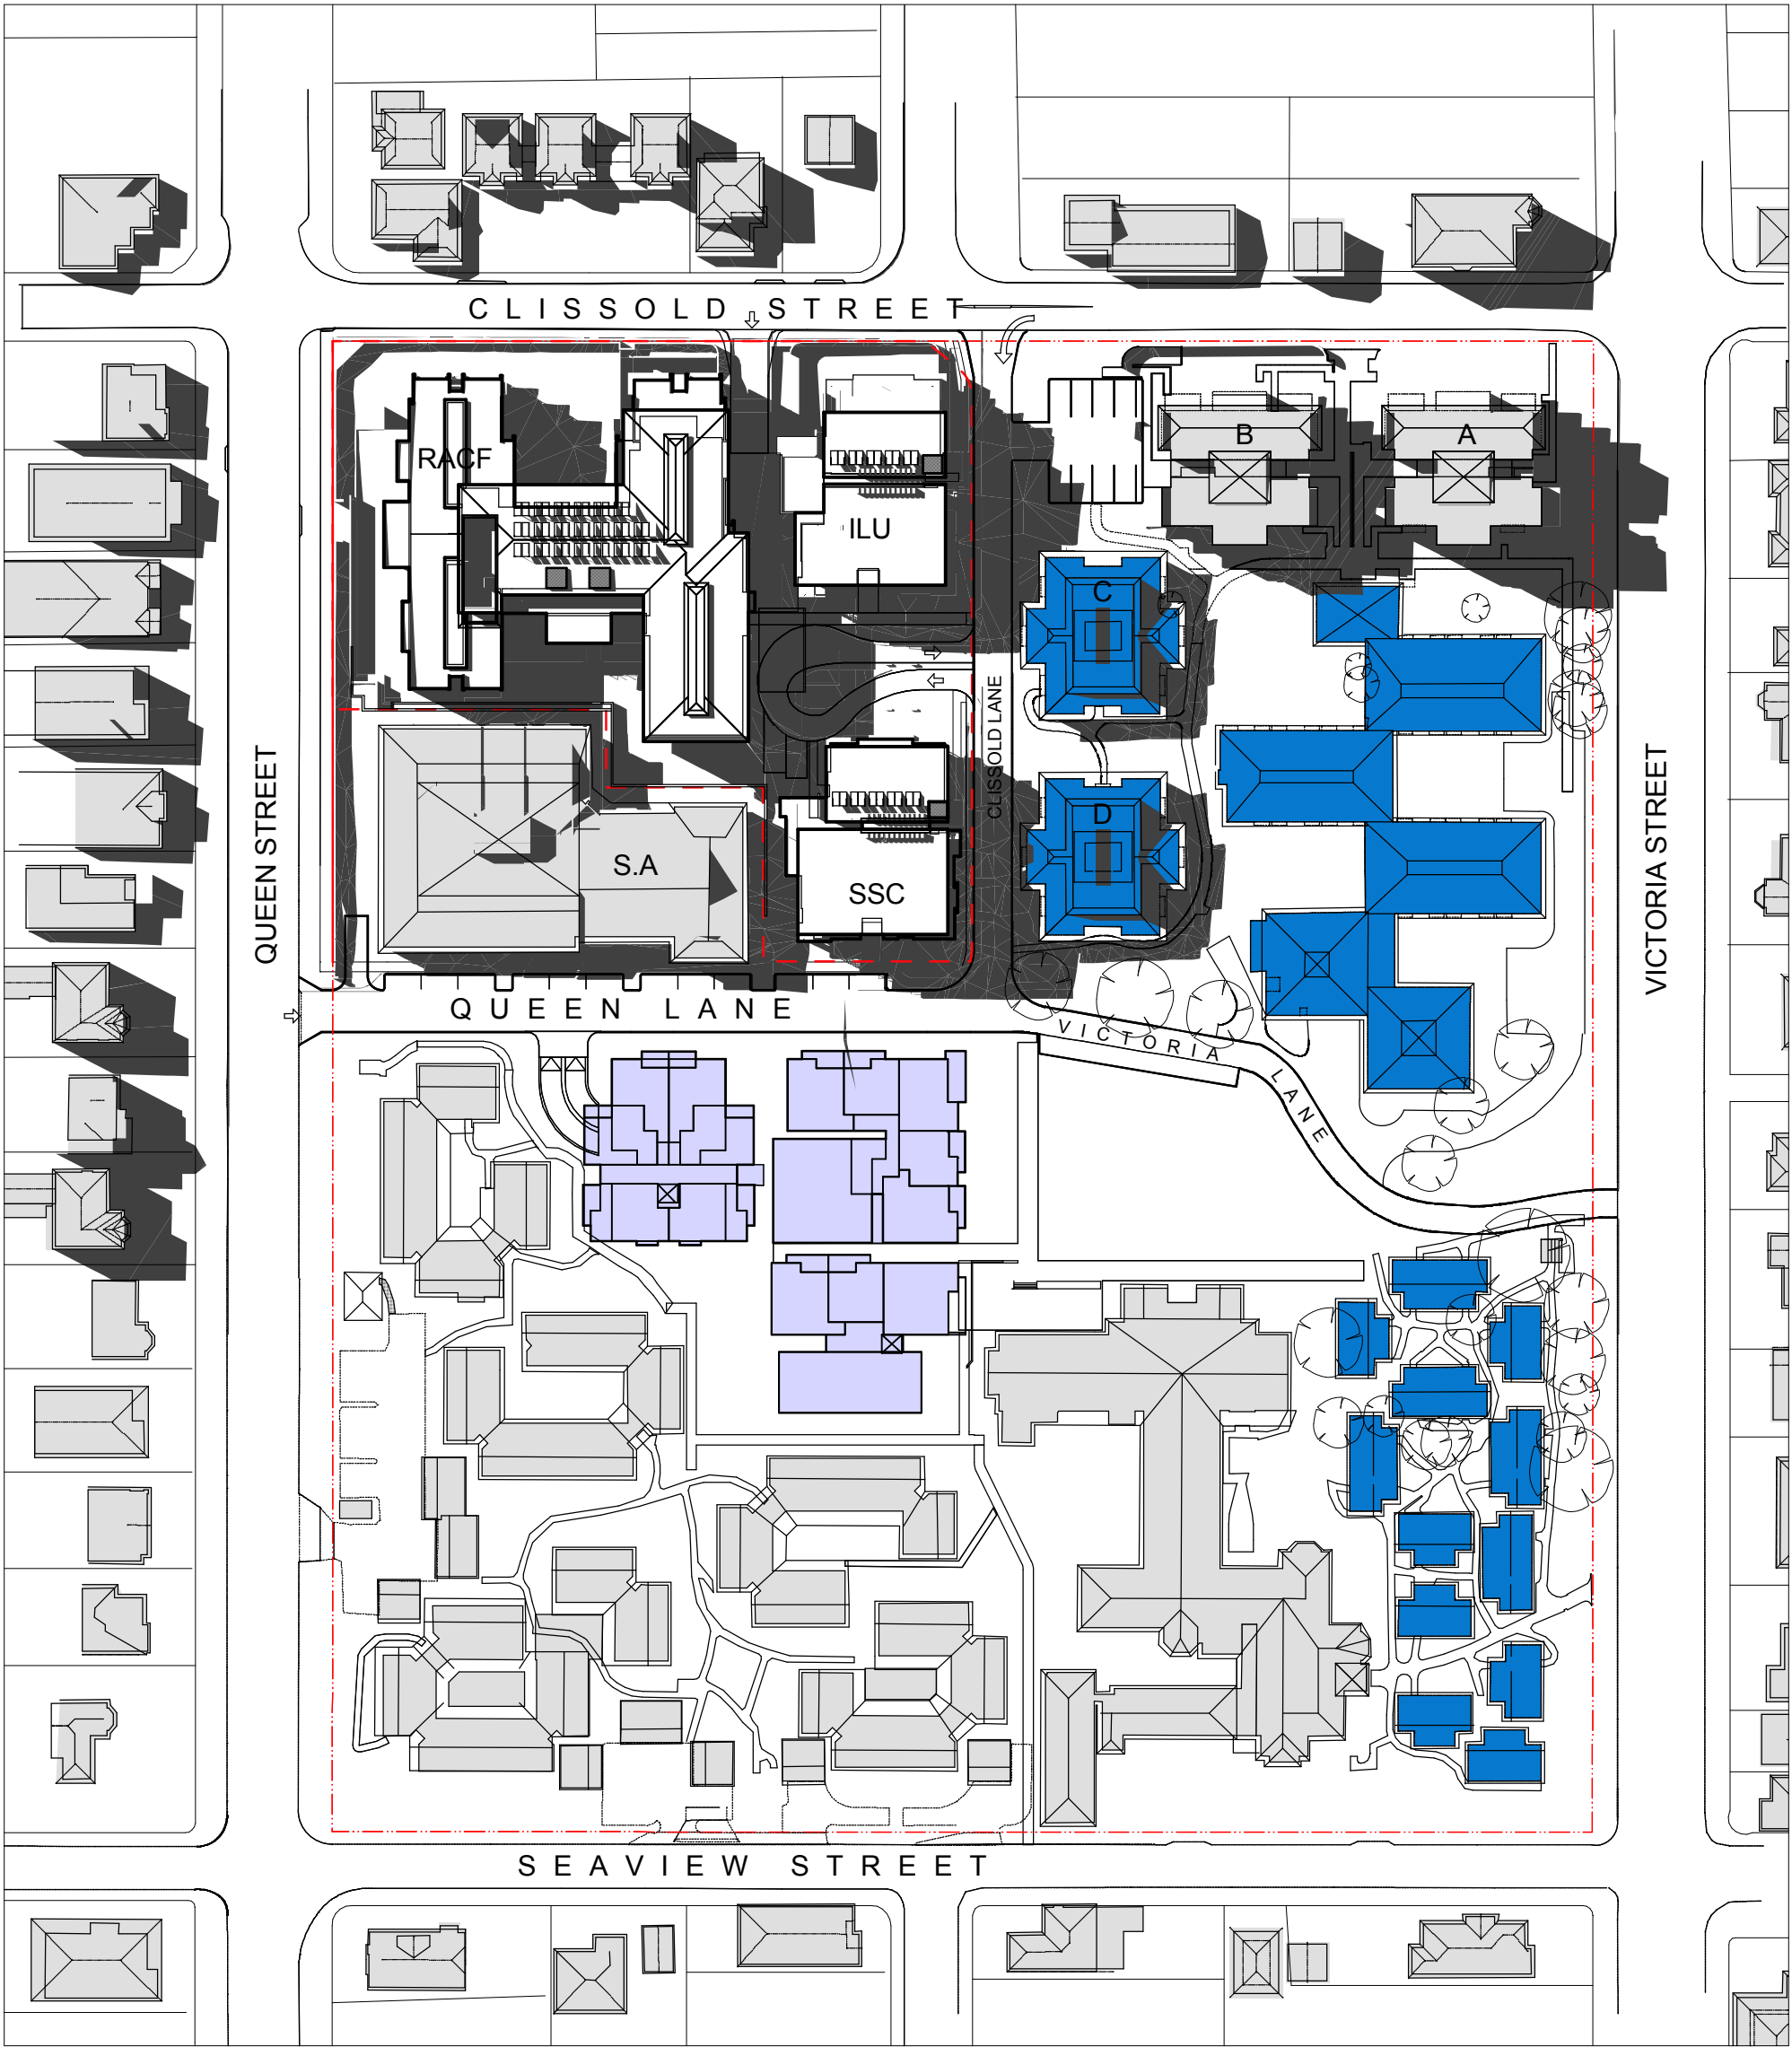 CLISSOLD STREET
B
A
RACF
ILU
C
CLISSOLD LANE
D
QUEEN STREET
S.A
SSC
VICTORIA STREET
QUEEN LANE
VICTORIA LANE
SEAVIEW STREET